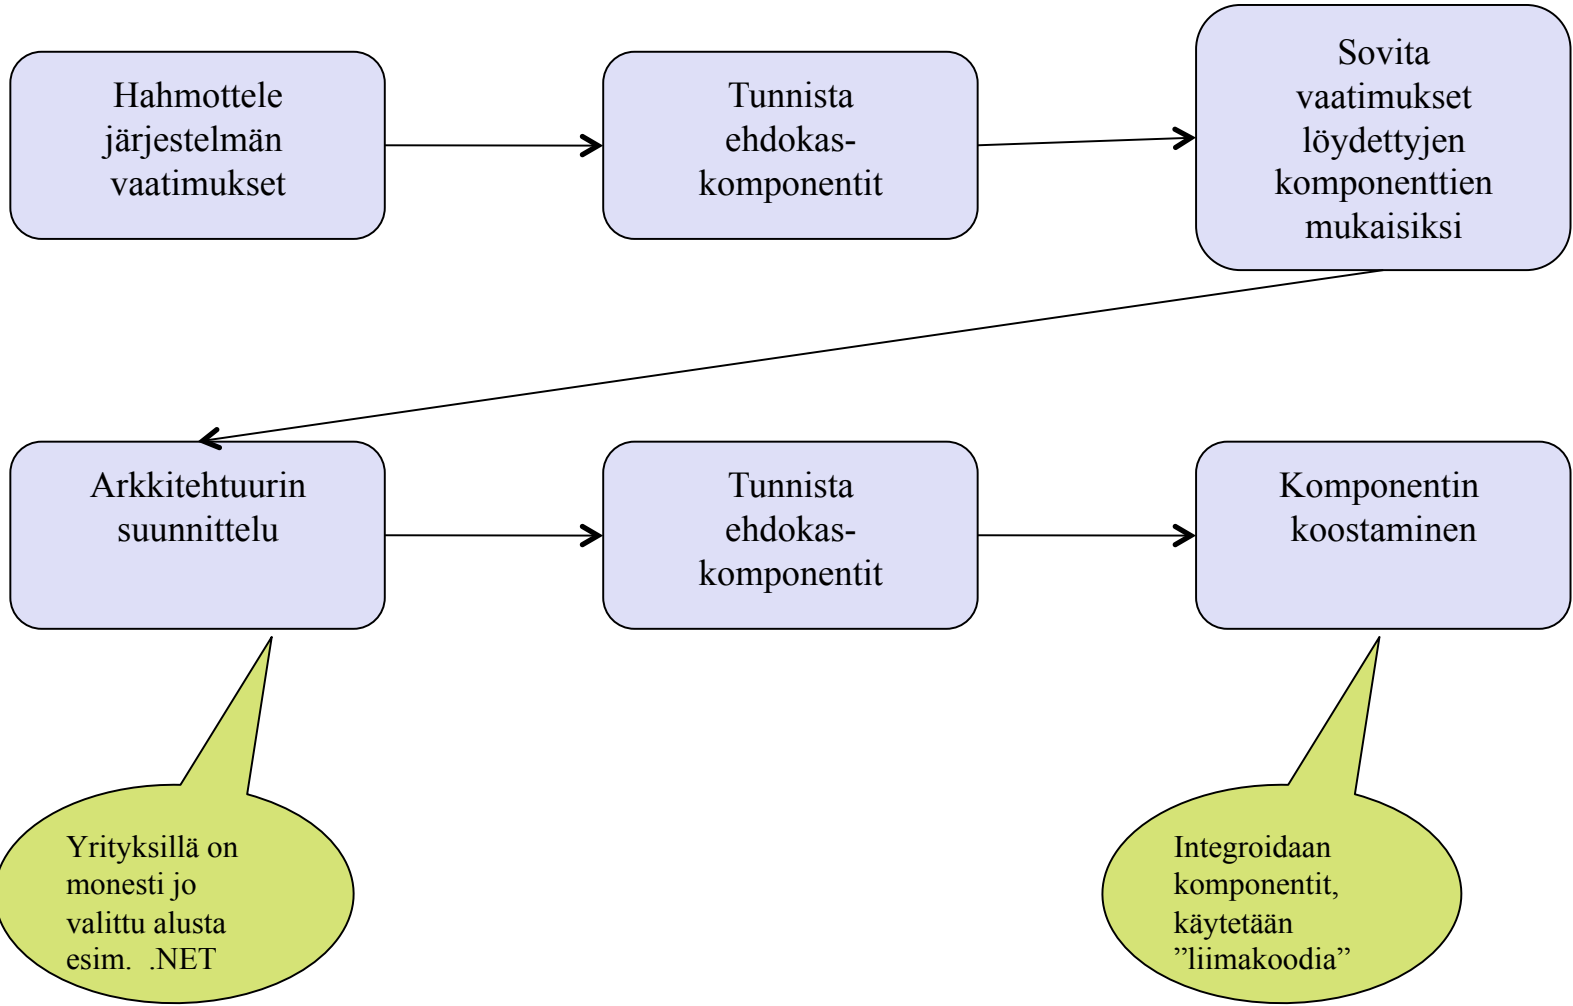 Hahmottele
järjestelmän
vaatimukset
Tunnista
ehdokas-
komponentit
Sovita
vaatimukset
löydettyjen
komponenttien
mukaisiksi
Arkkitehtuurin
suunnittelu
Tunnista
ehdokas-
komponentit
Komponentin
koostaminen
Yrityksillä on
monesti jo
valittu alusta
esim. .NET
Integroidaan
komponentit,
käytetään
”liimakoodia”